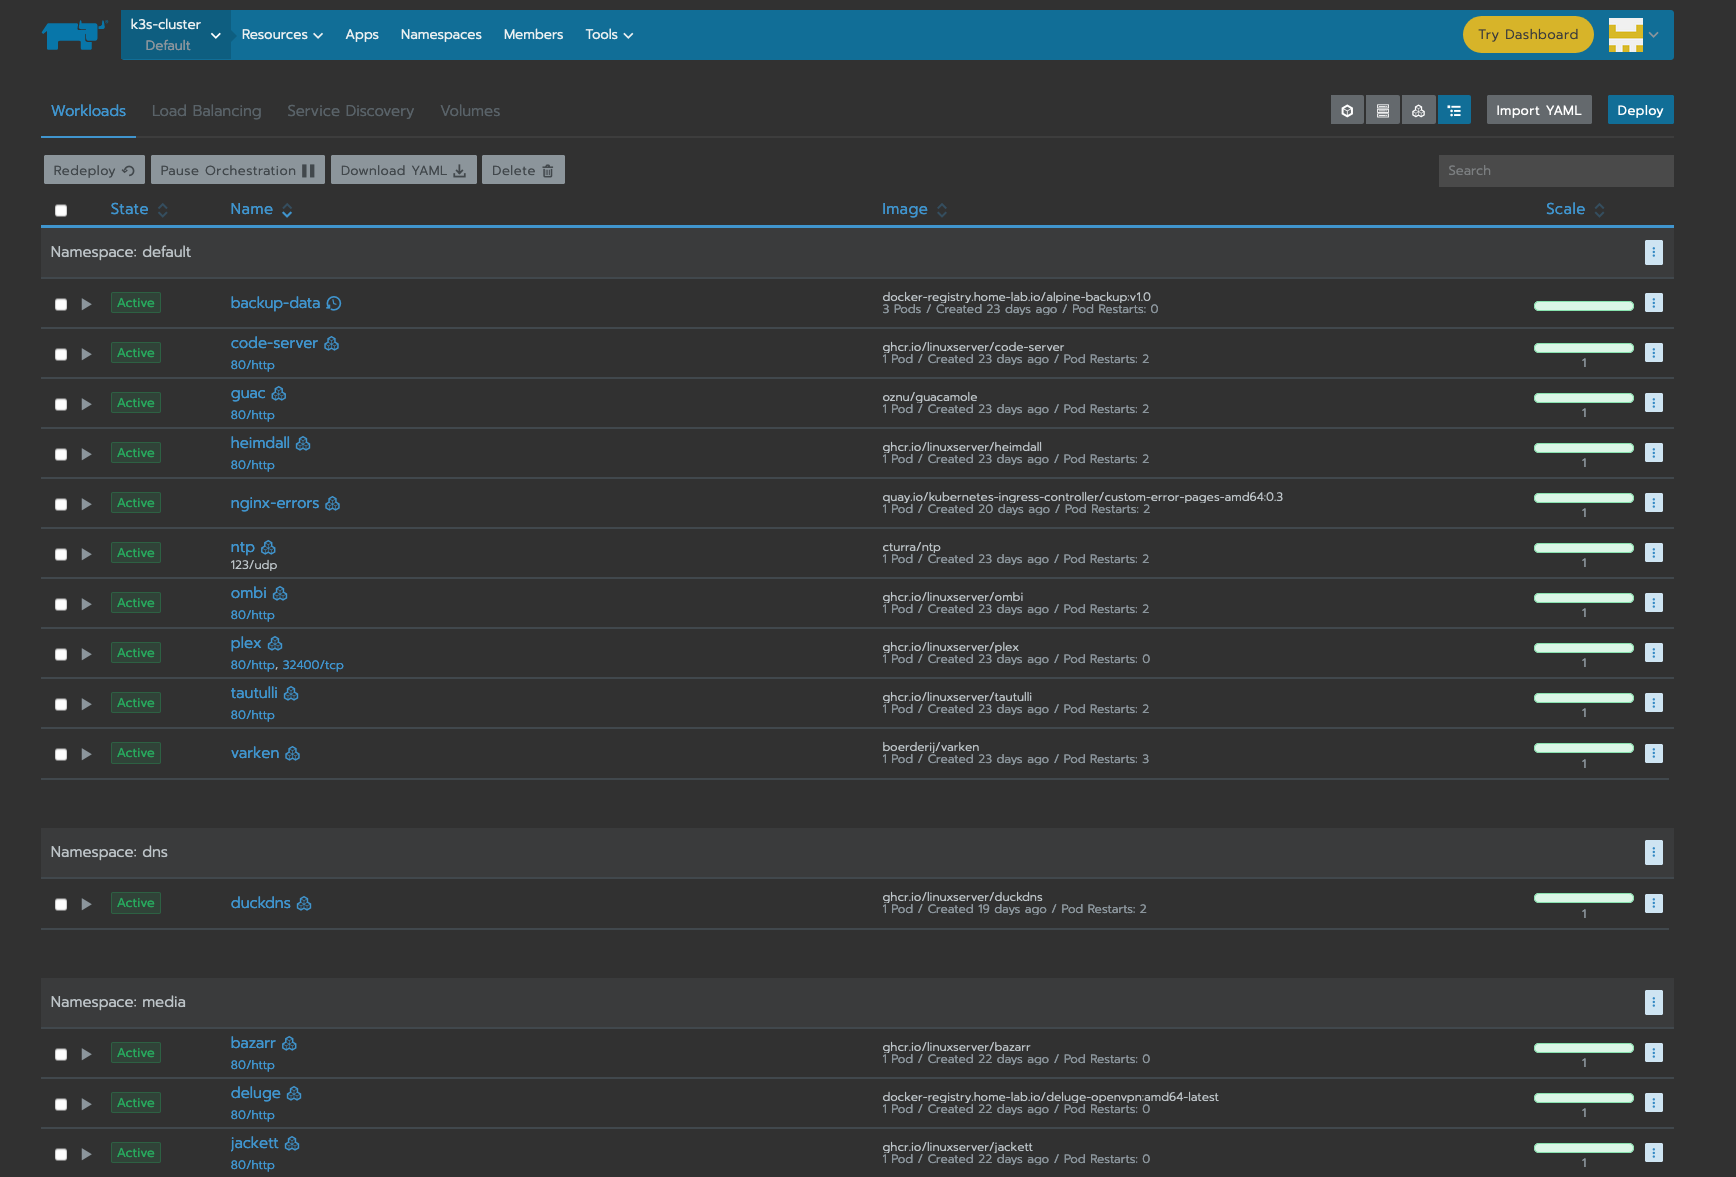 k3s-cluster
Default
Resources Apps Namespaces Members Tools
Try Dashboard
Workloads Load Balancing Service Discovery Volumes
Import YAML Deploy
Redeploy Pause Orchestration Download YAML Delete
Search
State Name Image Scale
Namespace: default
Active backup-data docker-registry.home-lab.io/alpine-backup:v1.0
3 Pods / Created 23 days ago / Pod Restarts: 0
Active code-server ghcr.io/linuxserver/code-server
80/http 1 Pod / Created 23 days ago / Pod Restarts: 2 1
Active guac oznu/guacamole
80/http 1 Pod / Created 23 days ago / Pod Restarts: 2 1
Active heimdall ghcr.io/linuxserver/heimdall
80/http 1 Pod / Created 23 days ago / Pod Restarts: 2 1
Active nginx-errors quay.io/kubernetes-ingress-controller/custom-error-pages-amd64:0.3
1 Pod / Created 20 days ago / Pod Restarts: 2 1
Active ntp cturra/ntp
123/udp 1 Pod / Created 23 days ago / Pod Restarts: 2 1
Active ombi ghcr.io/linuxserver/ombi
80/http 1 Pod / Created 23 days ago / Pod Restarts: 2 1
Active plex ghcr.io/linuxserver/plex
80/http, 32400/tcp 1 Pod / Created 23 days ago / Pod Restarts: 0 1
Active tautulli ghcr.io/linuxserver/tautulli
80/http 1 Pod / Created 23 days ago / Pod Restarts: 2 1
Active varken boerderij/varken
1 Pod / Created 23 days ago / Pod Restarts: 3 1
Namespace: dns
Active duckdns ghcr.io/linuxserver/duckdns
1 Pod / Created 19 days ago / Pod Restarts: 2 1
Namespace: media
Active bazarr ghcr.io/linuxserver/bazarr
80/http 1 Pod / Created 22 days ago / Pod Restarts: 0 1
Active deluge docker-registry.home-lab.io/deluge-openvpn:amd64-latest
80/http 1 Pod / Created 22 days ago / Pod Restarts: 0 1
Active jackett ghcr.io/linuxserver/jackett
80/http 1 Pod / Created 22 days ago / Pod Restarts: 0 1